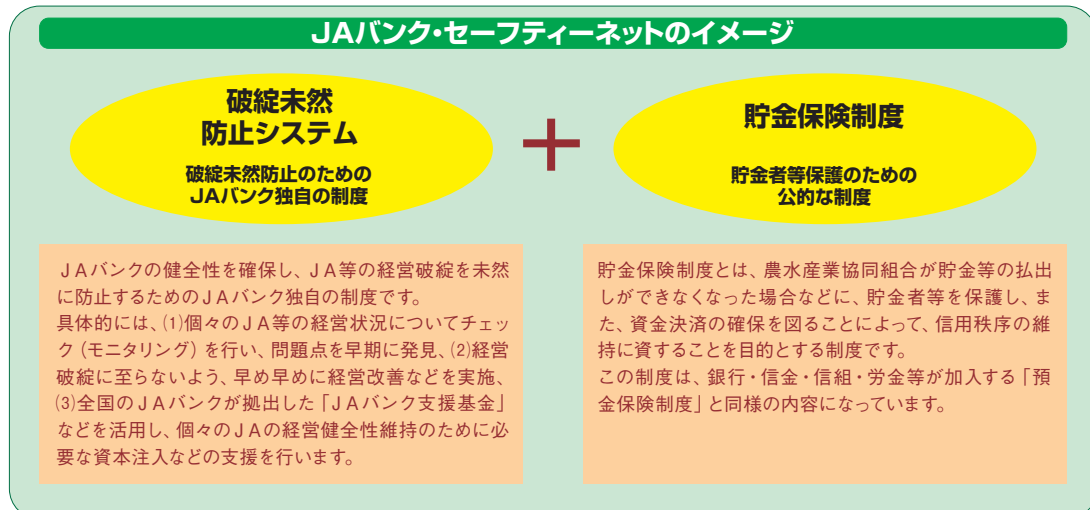 JAバンク・セーフティーネットのイメージ
破綻未然
防止システム
破綻未然防止のための
JAバンク独自の制度
＋
貯金保険制度
貯金者等保護のための
公的な制度
ＪＡバンクの健全性を確保し、ＪＡ等の経営破綻を未然
に防止するためのＪＡバンク独自の制度です。
具体的には、⑴個々のＪＡ等の経営状況についてチェッ
ク（モニタリング）を行い、問題点を早期に発見、⑵経営
破綻に至らないよう、早め早めに経営改善などを実施、
⑶全国のＪＡバンクが拠出した「ＪＡバンク支援基金」
などを活用し、個々のＪＡの経営健全性維持のために必
要な資本注入などの支援を行います。
貯金保険制度とは、農水産業協同組合が貯金等の払出
しができなくなった場合などに、貯金者等を保護し、ま
た、資金決済の確保を図ることによって、信用秩序の維
持に資することを目的とする制度です。
この制度は、銀行・信金・信組・労金等が加入する「預
金保険制度」と同様の内容になっています。